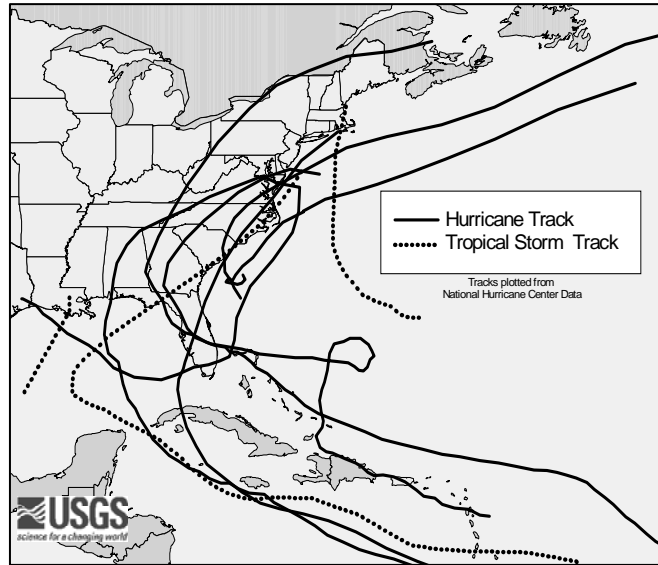 Hurricane Track
Tropical Storm Track
Tracks plotted from
National Hurricane Center Data
USGS
science for a changing world